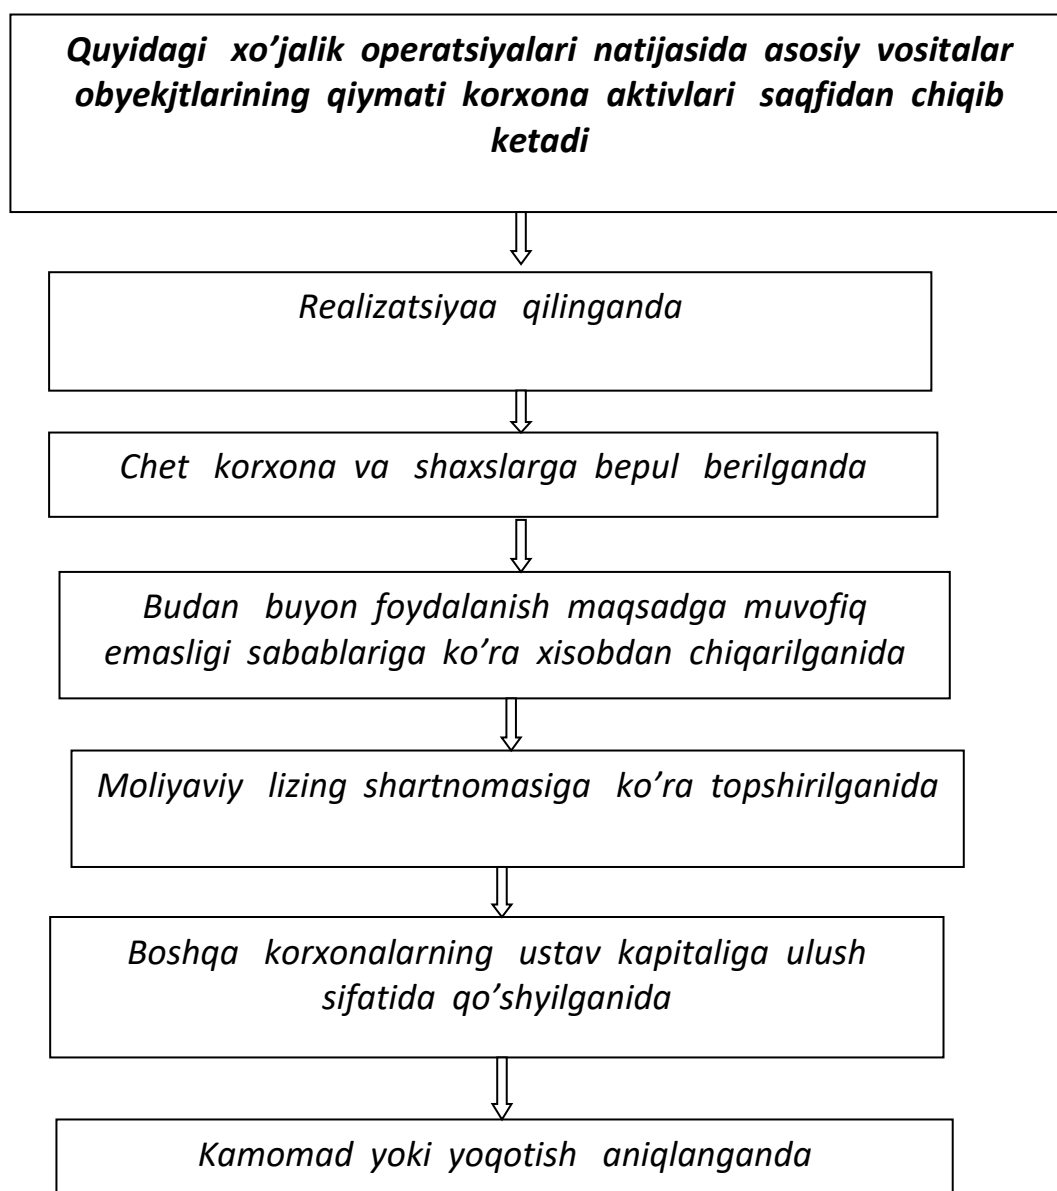 Quyidagi xo’jalik operatsiyalari natijasida asosiy vositalar
obyekjtlarining qiymati korxona aktivlari saqfidan chiqib
ketadi
Realizatsiyaa qilinganda
Chet korxona va shaxslarga bepul berilganda
Budan buyon foydalanish maqsadga muvofiq
emasligi sabablariga ko’ra xisobdan chiqarilganida
Moliyaviy lizing shartnomasiga ko’ra topshirilganida
Boshqa korxonalarning ustav kapitaliga ulush
sifatida qo’shyilganida
Kamomad yoki yoqotish aniqlanganda